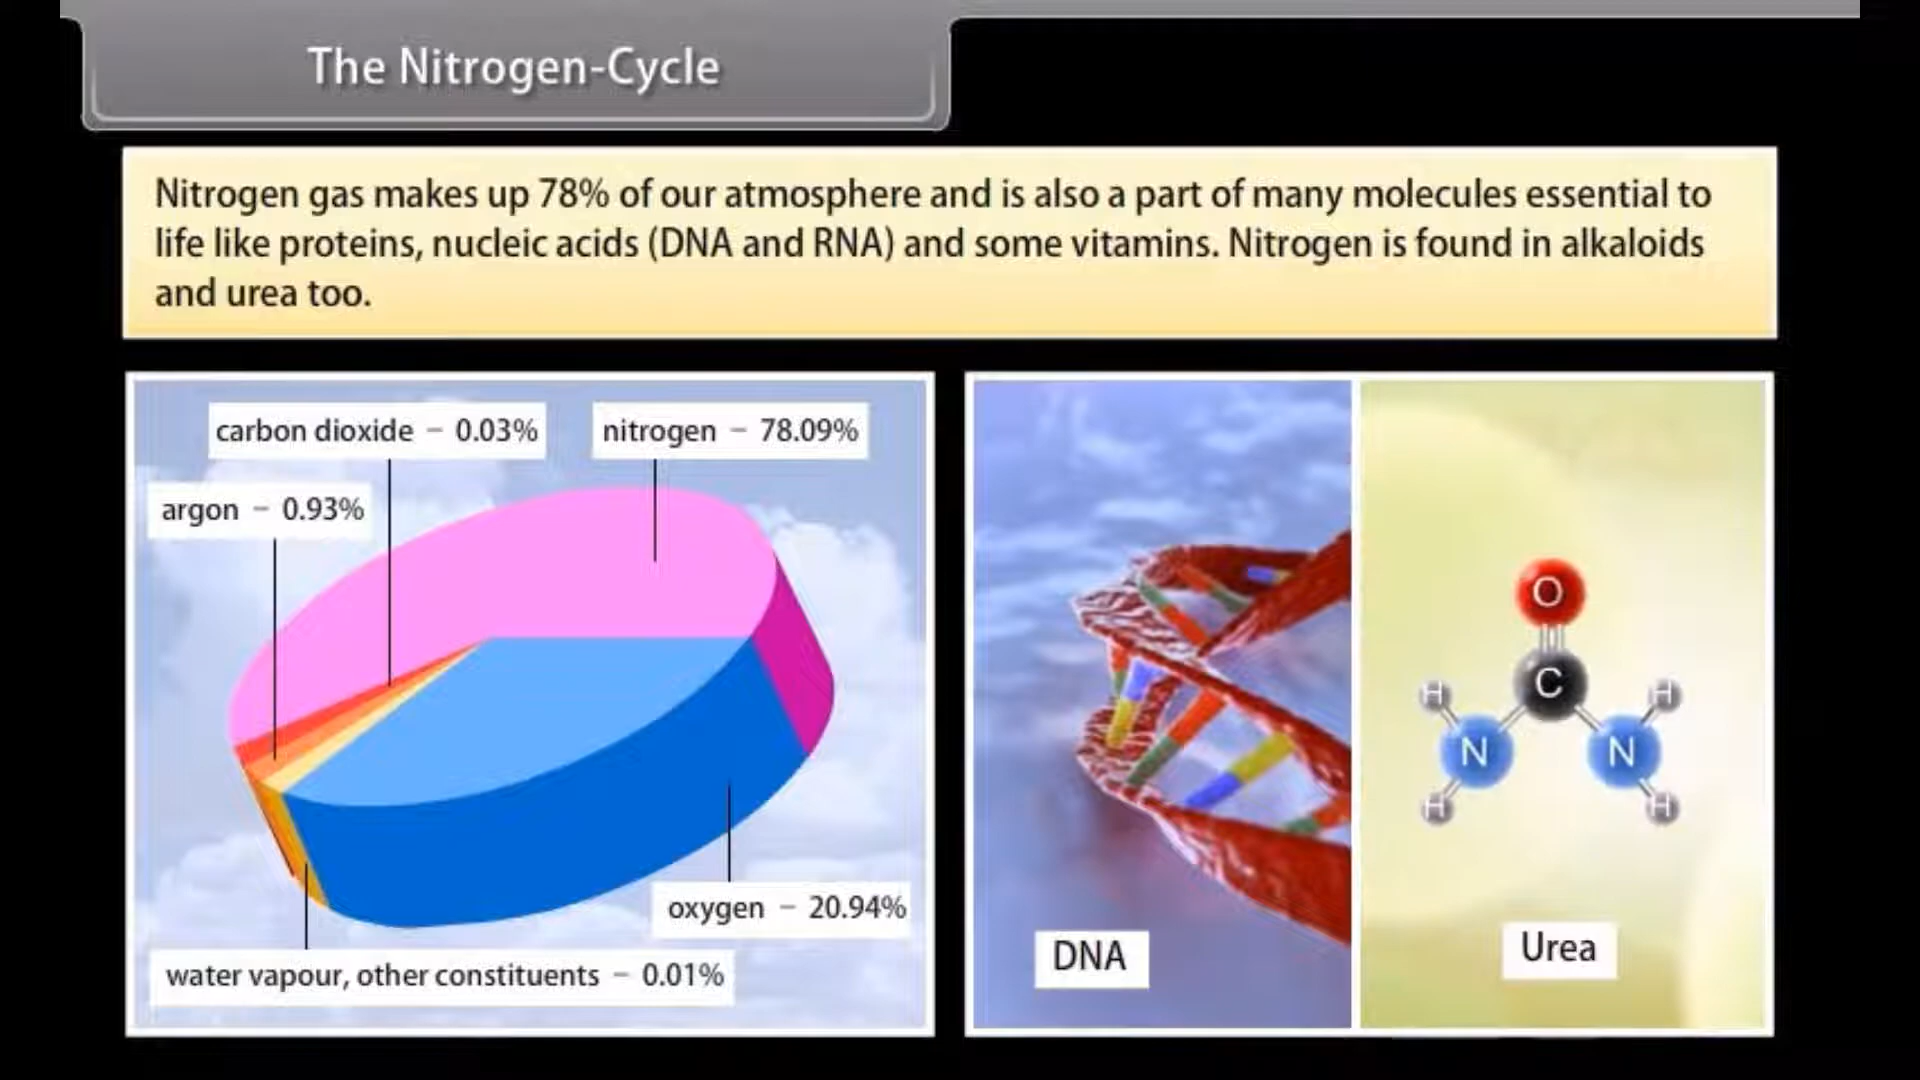 The Nitrogen-Cycle
Nitrogen gas makes up 78% of our atmosphere and is also a part of many molecules essential to
life like proteins, nucleic acids (DNA and RNA) and some vitamins. Nitrogen is found in alkaloids
and urea too.
carbon dioxide – 0.03%
nitrogen – 78.09%
argon – 0.93%
oxygen – 20.94%
water vapour, other constituents – 0.01%
DNA
O
C
H
H
N
N
H
H
Urea